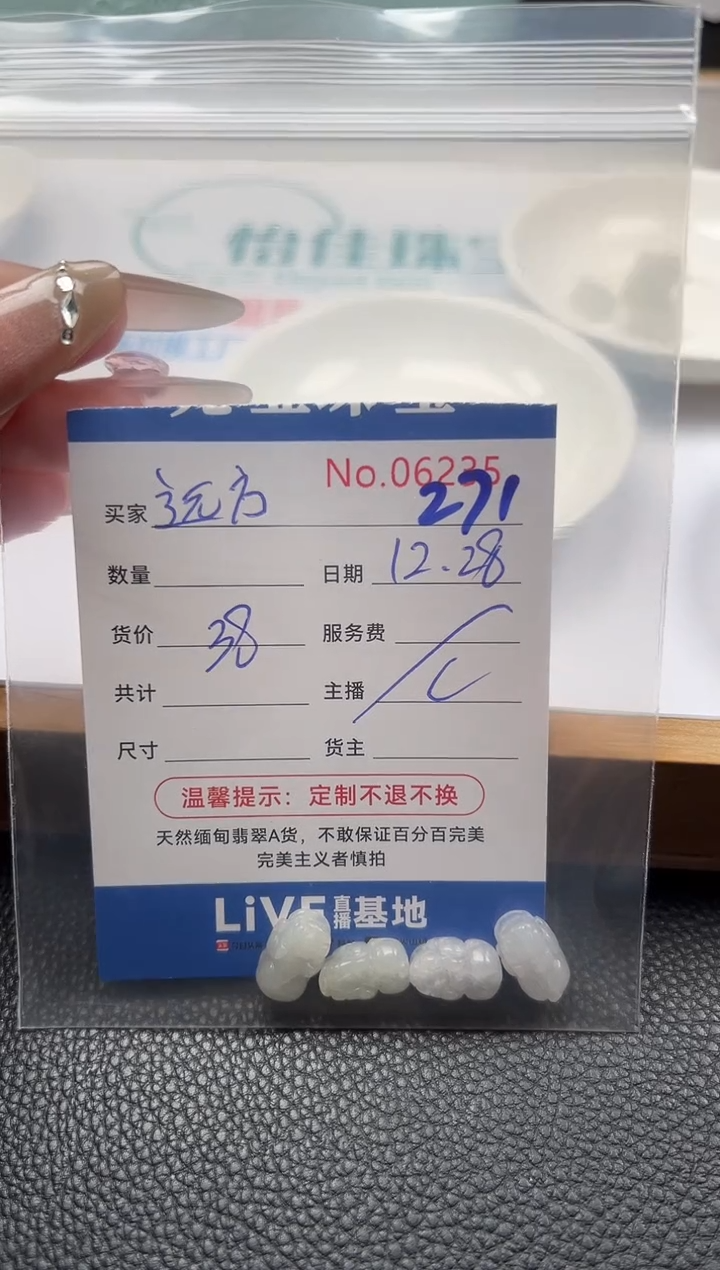 怡佳珠
No.06235
买家 远方 271
数量 日期 12.28
货价 38 服务费
共计 主播 L
尺寸 货主
温馨提示：定制不退不换
天然缅甸翡翠A货，不敢保证百分百完美
完美主义者慎拍
LiVE直播基地